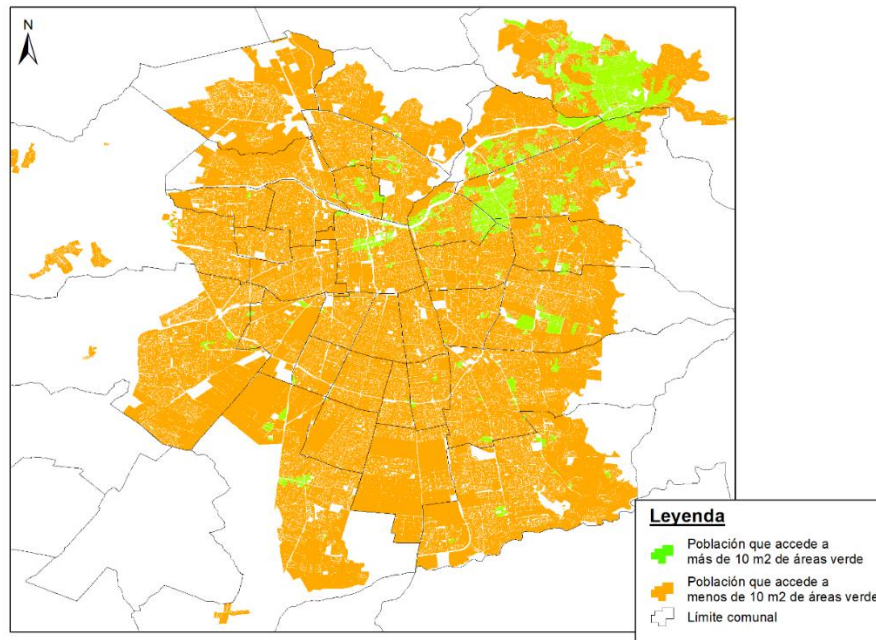 N
Leyenda
Población que accede a
más de 10 m2 de áreas verde
Población que accede a
menos de 10 m2 de áreas verde
Límite comunal